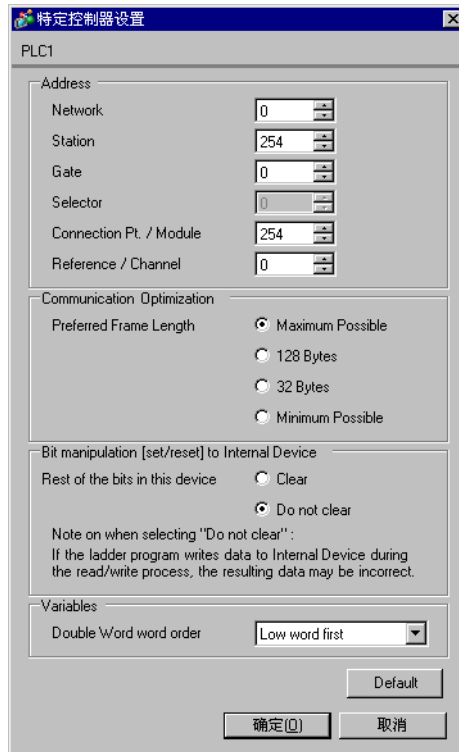 特定控制器设置
PLC1
Address
Network 0
Station 254
Gate 0
Selector 0
Connection Pt. / Module 254
Reference / Channel 0
Communication Optimization
Preferred Frame Length Maximum Possible
128 Bytes
32 Bytes
Minimum Possible
Bit manipulation [set/reset] to Internal Device
Rest of the bits in this device Clear
Do not clear
Note on when selecting "Do not clear" :
If the ladder program writes data to Internal Device during
the read/write process, the resulting data may be incorrect.
Variables
Double Word word order Low word first
Default
确定(O) 取消